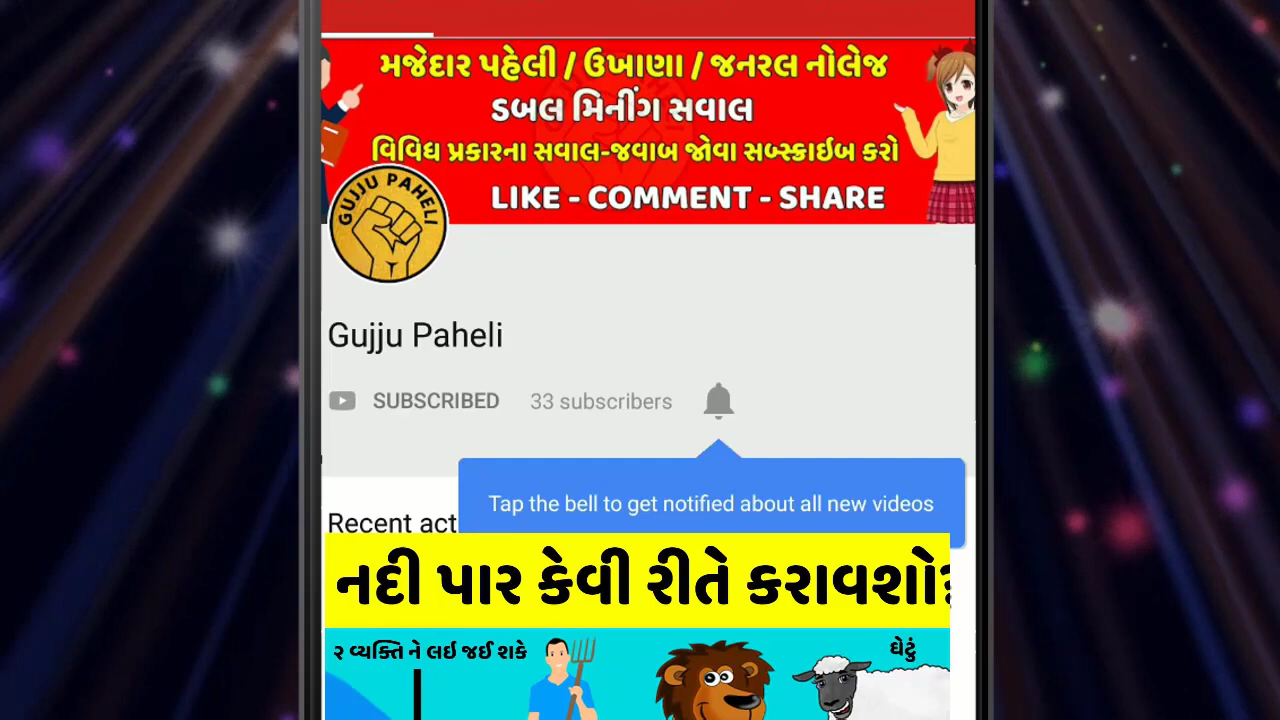 મજેદાર પહેલી / ઉખાણા / જનરલ નોલેજ
ડબલ મિનીંગ સવાલ
વિવિધ પ્રકારના સવાલ-જવાબ જોવા સબ્સ્ક્રાઇબ કરો
LIKE - COMMENT - SHARE
GUJJU PAHELI
Gujju Paheli
SUBSCRIBED 33 subscribers
Tap the bell to get notified about all new videos
Recent act
નદી પાર કેવી રીતે કરાવશો?
૨ વ્યક્તિ ને લઇ જઈ શકે
ઘેટું